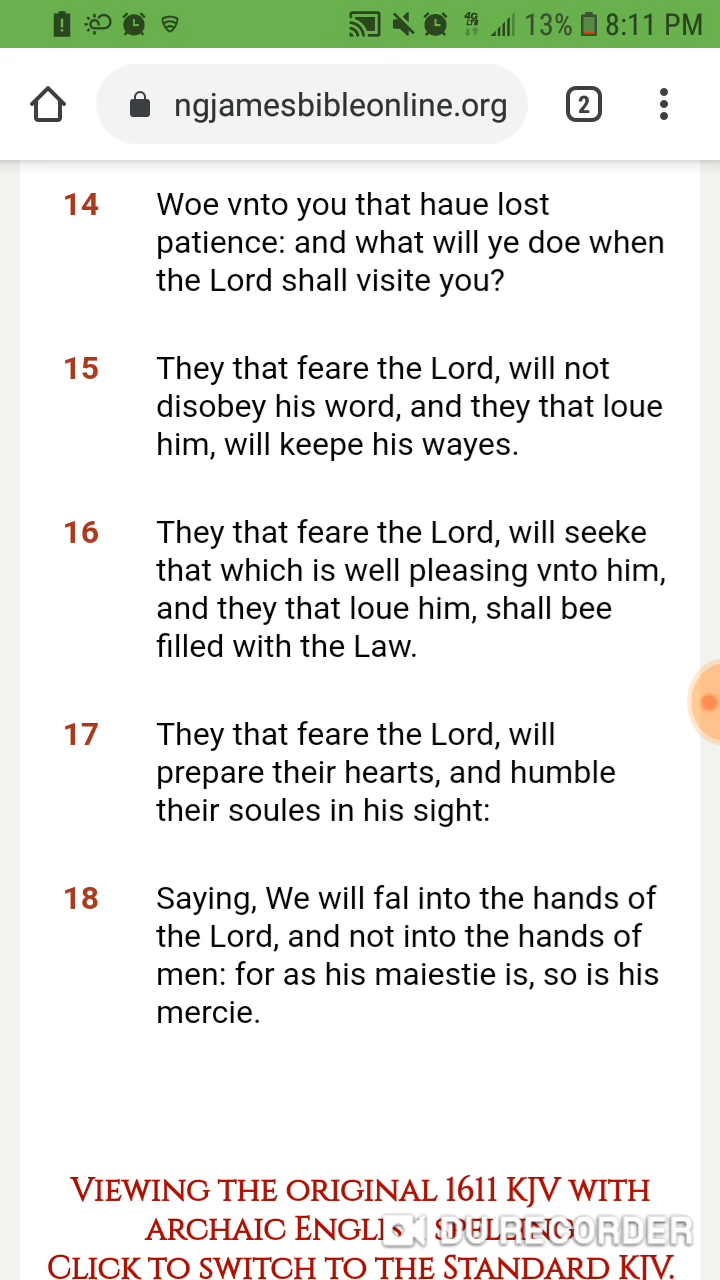 4G
LTE
13%
8:11 PM
ngjamesbibleonline.org
2
14 Woe vnto you that haue lost
patience: and what will ye doe when
the Lord shall visite you?
15 They that feare the Lord, will not
disobey his word, and they that loue
him, will keepe his wayes.
16 They that feare the Lord, will seeke
that which is well pleasing vnto him,
and they that loue him, shall bee
filled with the Law.
17 They that feare the Lord, will
prepare their hearts, and humble
their soules in his sight:
18 Saying, We will fal into the hands of
the Lord, and not into the hands of
men: for as his maiestie is, so is his
mercie.
Viewing the original 1611 KJV with
archaic English spelling.
DU RECORDER
Click to switch to the Standard KJV.